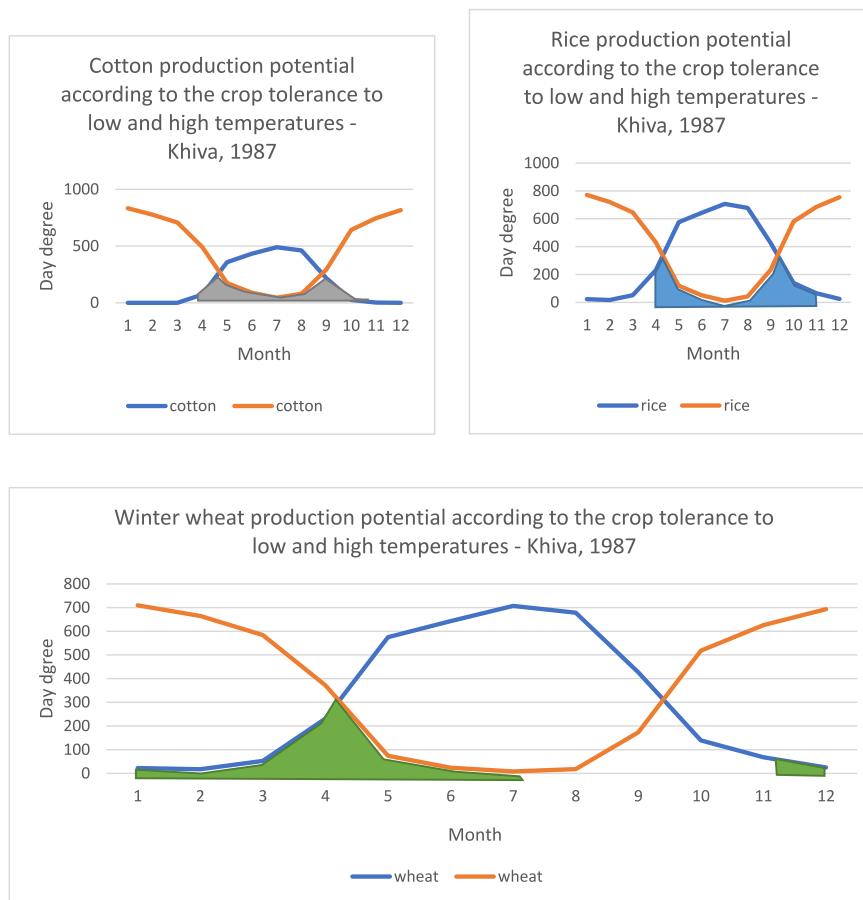 Cotton production potential
according to the crop tolerance to
low and high temperatures -
Khiva, 1987
1000
500
0
Day degree
1 2 3 4 5 6 7 8 9 10 11 12
Month
cotton cotton
Rice production potential
according to the crop tolerance
to low and high temperatures -
Khiva, 1987
1000
800
600
400
200
0
Day degree
1 2 3 4 5 6 7 8 9 10 11 12
Month
rice rice
Winter wheat production potential according to the crop tolerance to
low and high temperatures - Khiva, 1987
800
700
600
500
400
300
200
100
0
Day dgree
1 2 3 4 5 6 7 8 9 10 11 12
Month
wheat wheat